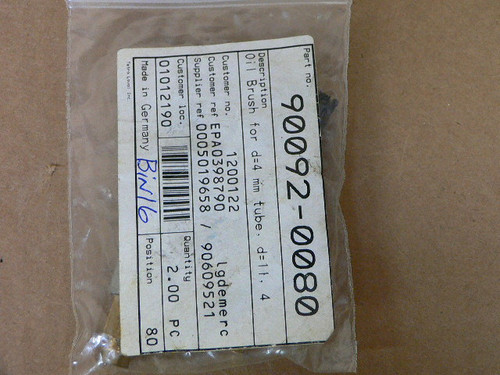 Part no.
90092-0080
Description
Oil Brush for d=4 mm tube, d=11. 4
Customer no. 1200122 lgdemerc
Customer ref EPA0398790
Supplier ref 0005019658 / 90609521
Customer loc. Quantity
01012190 2.00 PC
Made in Germany BIN16 Position 80